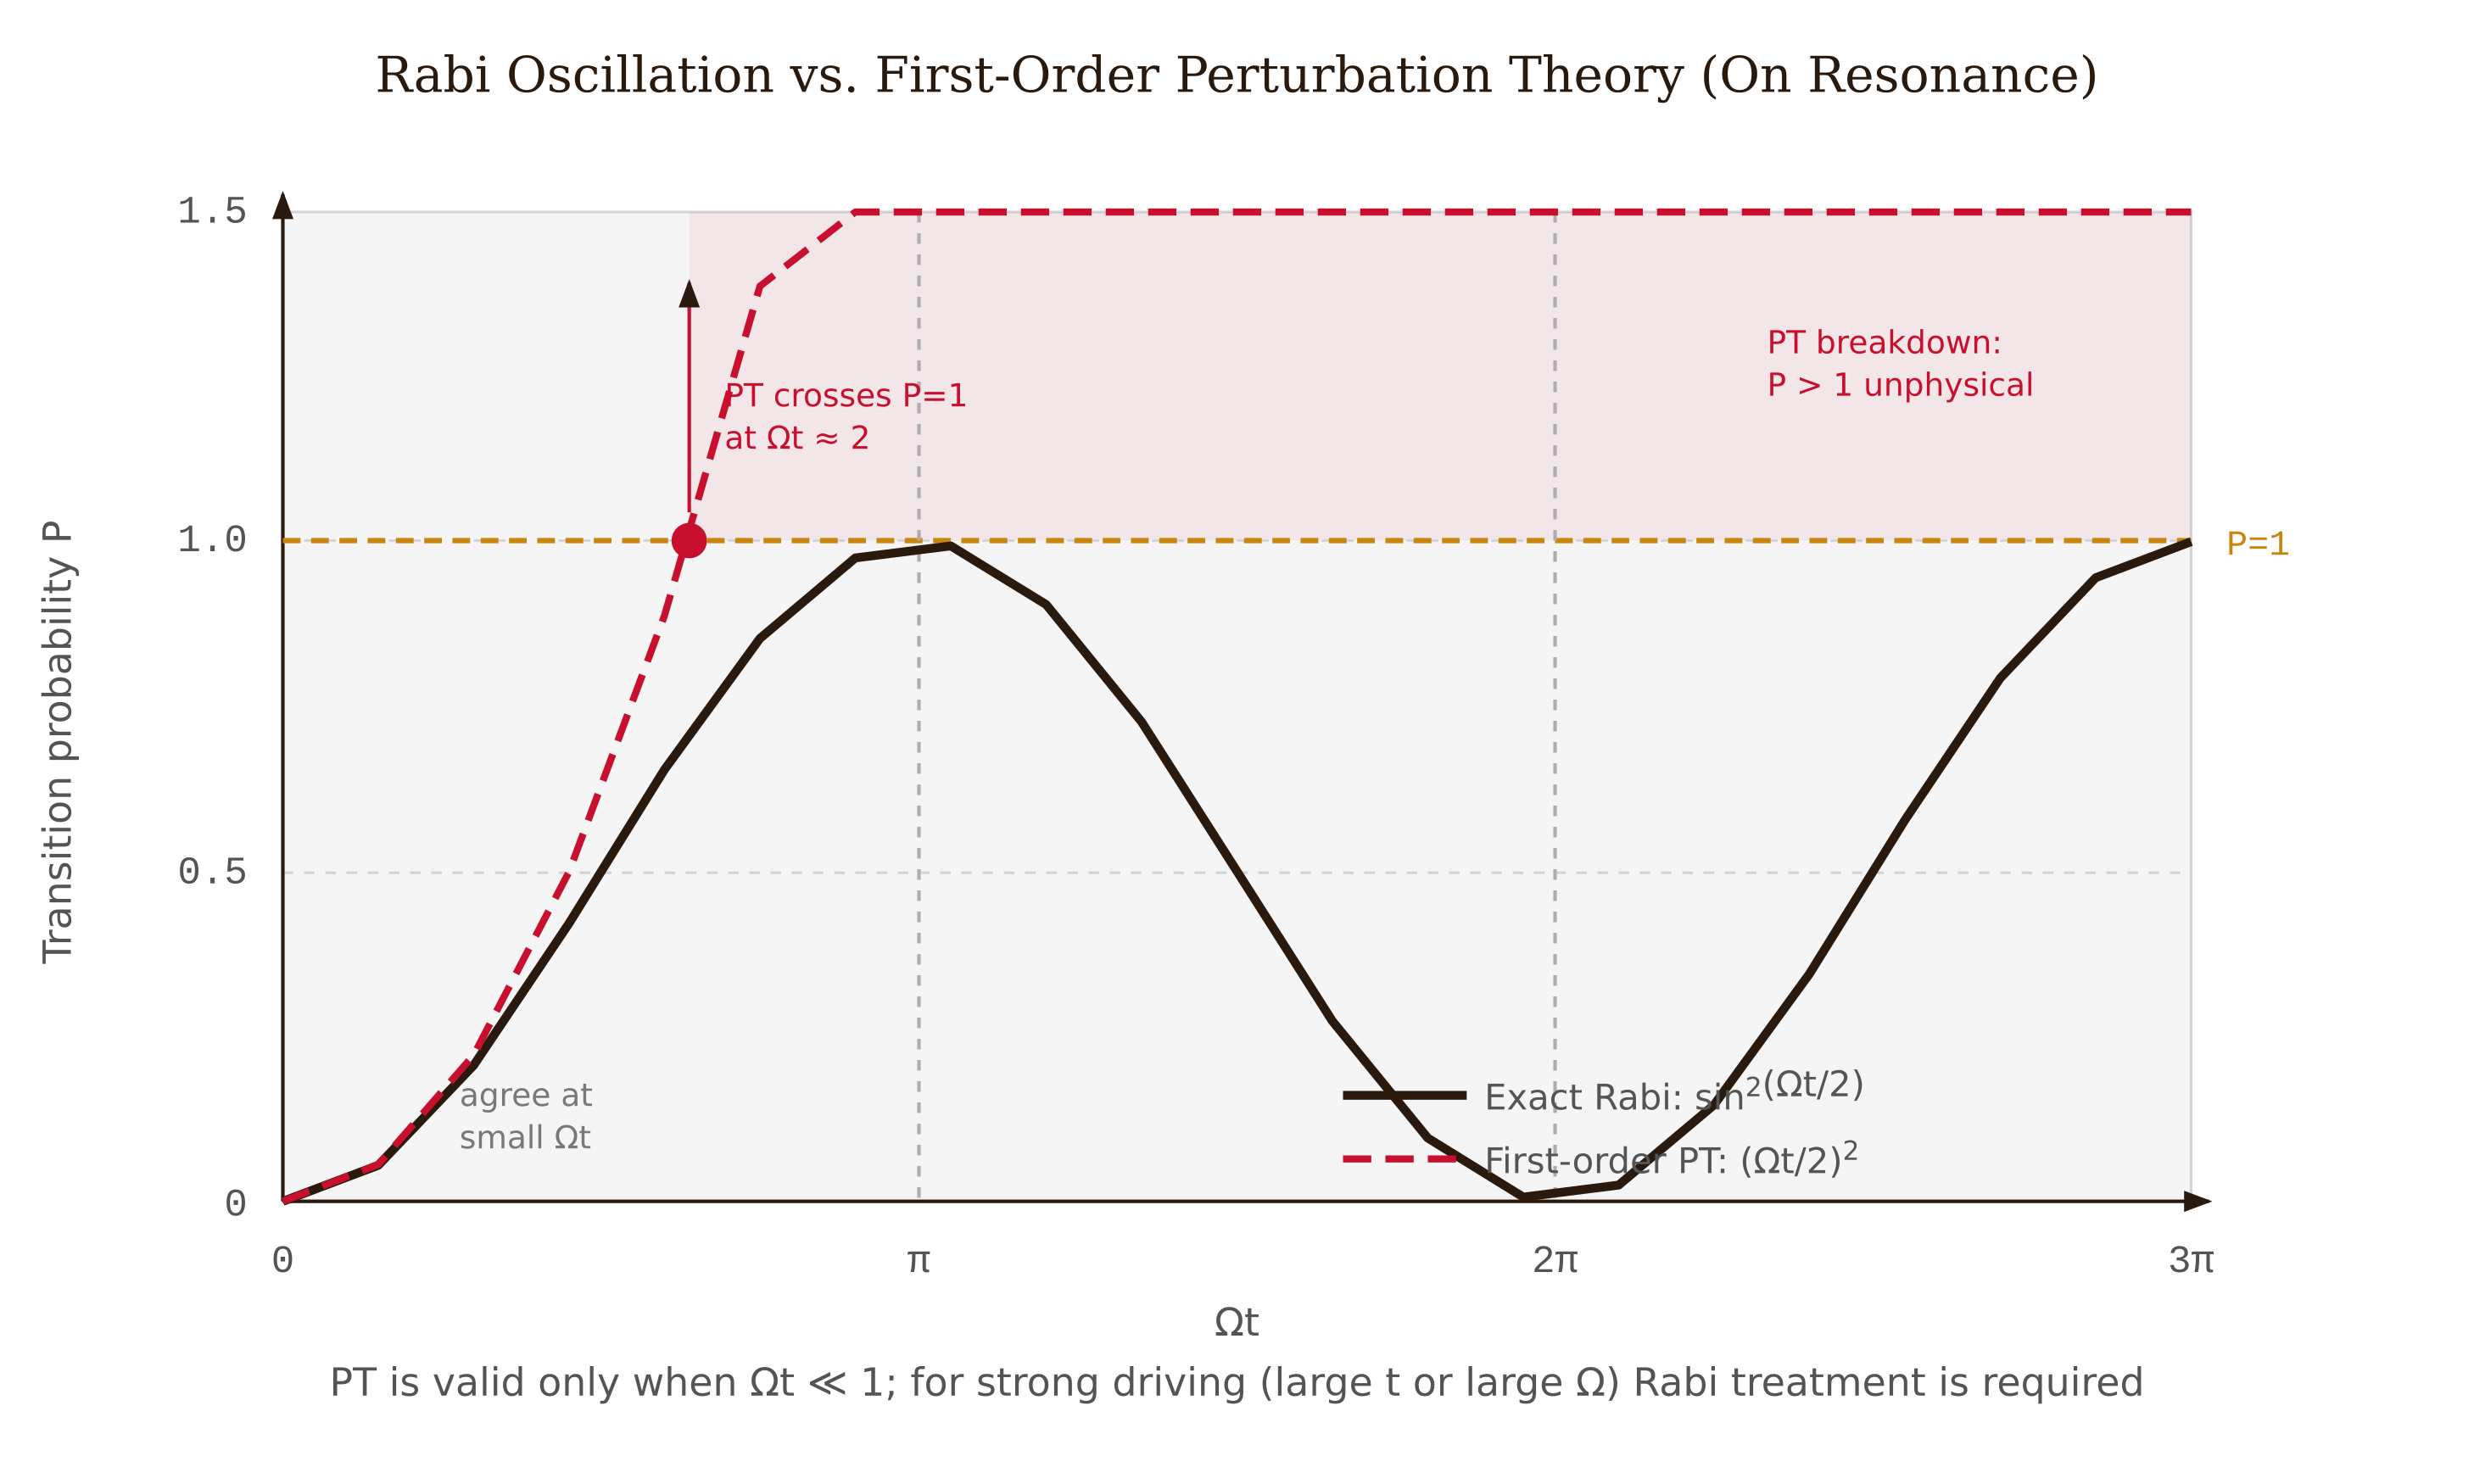 Rabi Oscillation vs. First-Order Perturbation Theory (On Resonance)
1.5
PT breakdown:
P > 1 unphysical
PT crosses P=1
at Ωt ≈ 2
1.0
P=1
Transition probability P
0.5
agree at
small Ωt
Exact Rabi: sin²(Ωt/2)
First-order PT: (Ωt/2)²
0
0
π
2π
3π
Ωt
PT is valid only when Ωt ≪ 1; for strong driving (large t or large Ω) Rabi treatment is required